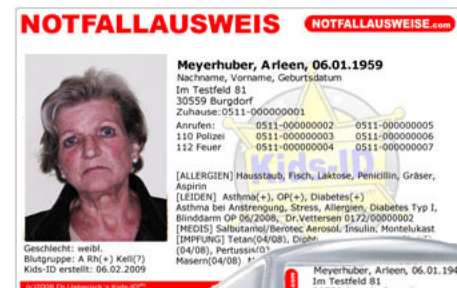 NOTFALLAUSWEIS
NOTFALLAUSWEISE.com
Meyerhuber, Arleen, 06.01.1959
Nachname, Vorname, Geburtsdatum
Im Testfeld 81
30559 Burgdorf
Zuhause:0511-000000001
Anrufen: 0511-000000002 0511-000000005
110 Polizei 0511-000000003 0511-000000006
112 Feuer 0511-000000004 0511-000000007
Kids-ID
[ALLERGIEN] Hausstaub, Fisch, Laktose, Penicillin, Gräser,
Aspirin
[LEIDEN] Asthma(+), OP(+), Diabetes(+)
Asthma bei Anstrengung, Stress, Allergien, Diabetes Typ I,
Blinddarm OP 06/2008, Dr.Vettersen 0172/00000002
[MEDIS] Salbutamol/Berotec Aerosol, Insulin, Montelukast
[IMPFUNG] Tetan(04/08),
(04/08), Pertussis
Masern(04/08)
Geschlecht: weibl.
Blutgruppe: A Rh(+) Kell(?)
Kids-ID erstellt: 06.02.2009
Meyerhuber, Arleen, 06.01.194
Im Testfeld 81